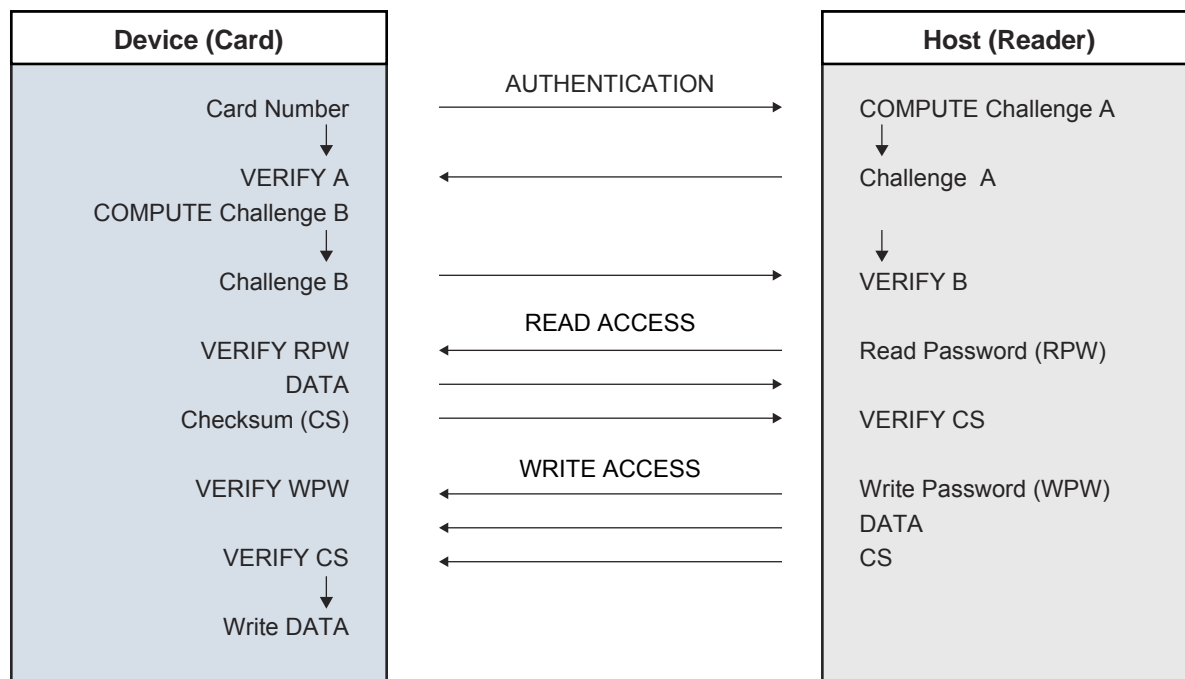 Device (Card)
Host (Reader)
AUTHENTICATION
Card Number
COMPUTE Challenge A
VERIFY A
Challenge A
COMPUTE Challenge B
Challenge B
VERIFY B
READ ACCESS
VERIFY RPW
Read Password (RPW)
DATA
Checksum (CS)
VERIFY CS
WRITE ACCESS
VERIFY WPW
Write Password (WPW)
DATA
VERIFY CS
CS
Write DATA